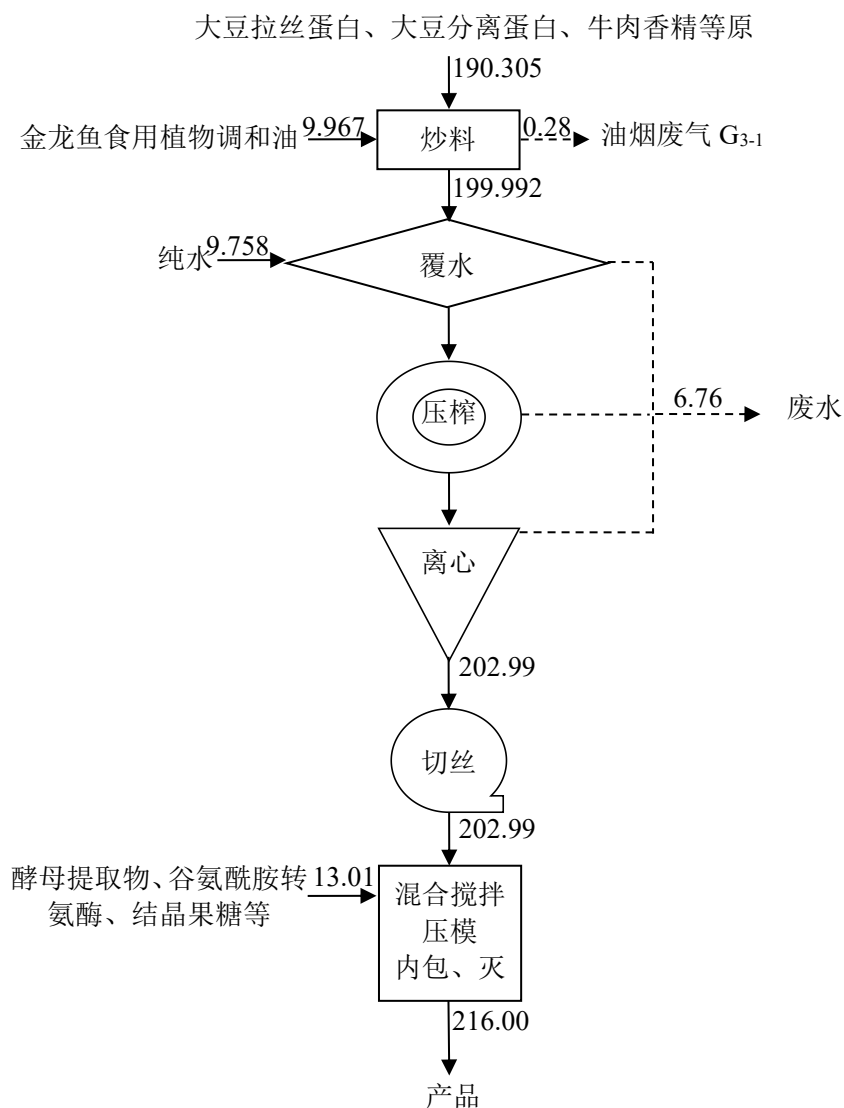 大豆拉丝蛋白、大豆分离蛋白、牛肉香精等原
190.305
金龙鱼食用植物调和油
9.967
炒料
0.28
油烟废气 G3-1
199.992
纯水
9.758
覆水
压榨
6.76
废水
离心
202.99
切丝
202.99
酵母提取物、谷氨酰胺转
氨酶、结晶果糖等
13.01
混合搅拌
压模
内包、灭
216.00
产品